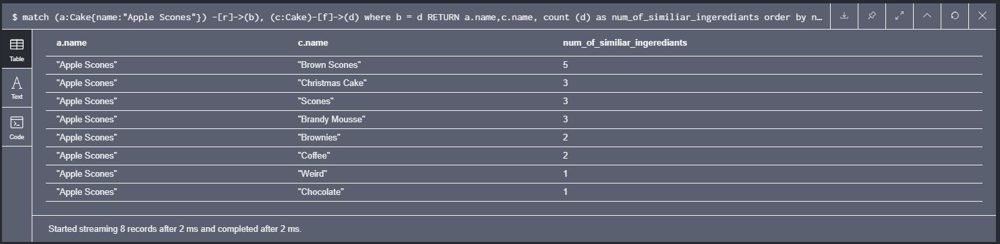 $ match (a:Cake{name:"Apple Scones"}) -[r]->(b), (c:Cake)-[f]->(d) where b = d RETURN a.name,c.name, count (d) as num_of_similiar_ingerediants order by n…
Table
Text
Code
a.name c.name num_of_similiar_ingerediants
"Apple Scones" "Brown Scones" 5
"Apple Scones" "Christmas Cake" 3
"Apple Scones" "Scones" 3
"Apple Scones" "Brandy Mousse" 3
"Apple Scones" "Brownies" 2
"Apple Scones" "Coffee" 2
"Apple Scones" "Weird" 1
"Apple Scones" "Chocolate" 1
Started streaming 8 records after 2 ms and completed after 2 ms.